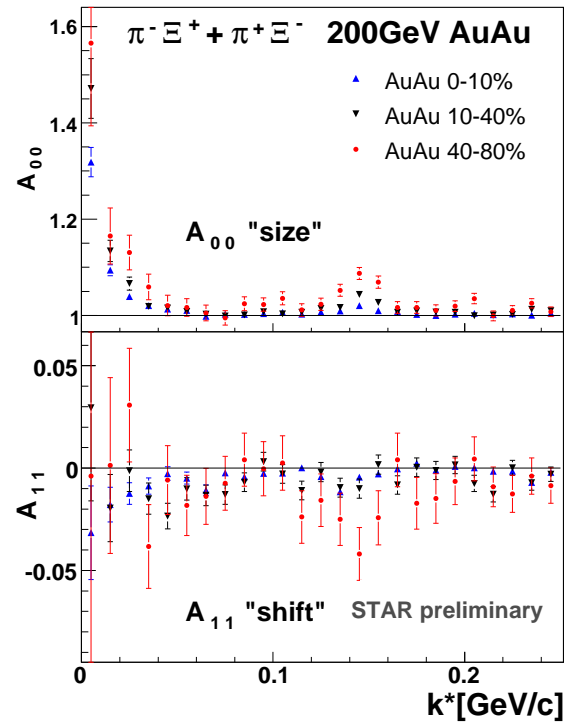 π⁻Ξ⁺ + π⁺Ξ⁻ 200GeV AuAu
AuAu 0-10%
AuAu 10-40%
AuAu 40-80%
A₀₀
1.6
1.4
1.2
1
A₀₀ "size"
A₁₁
0.05
0
-0.05
A₁₁ "shift" STAR preliminary
0 0.1 0.2
k*[GeV/c]